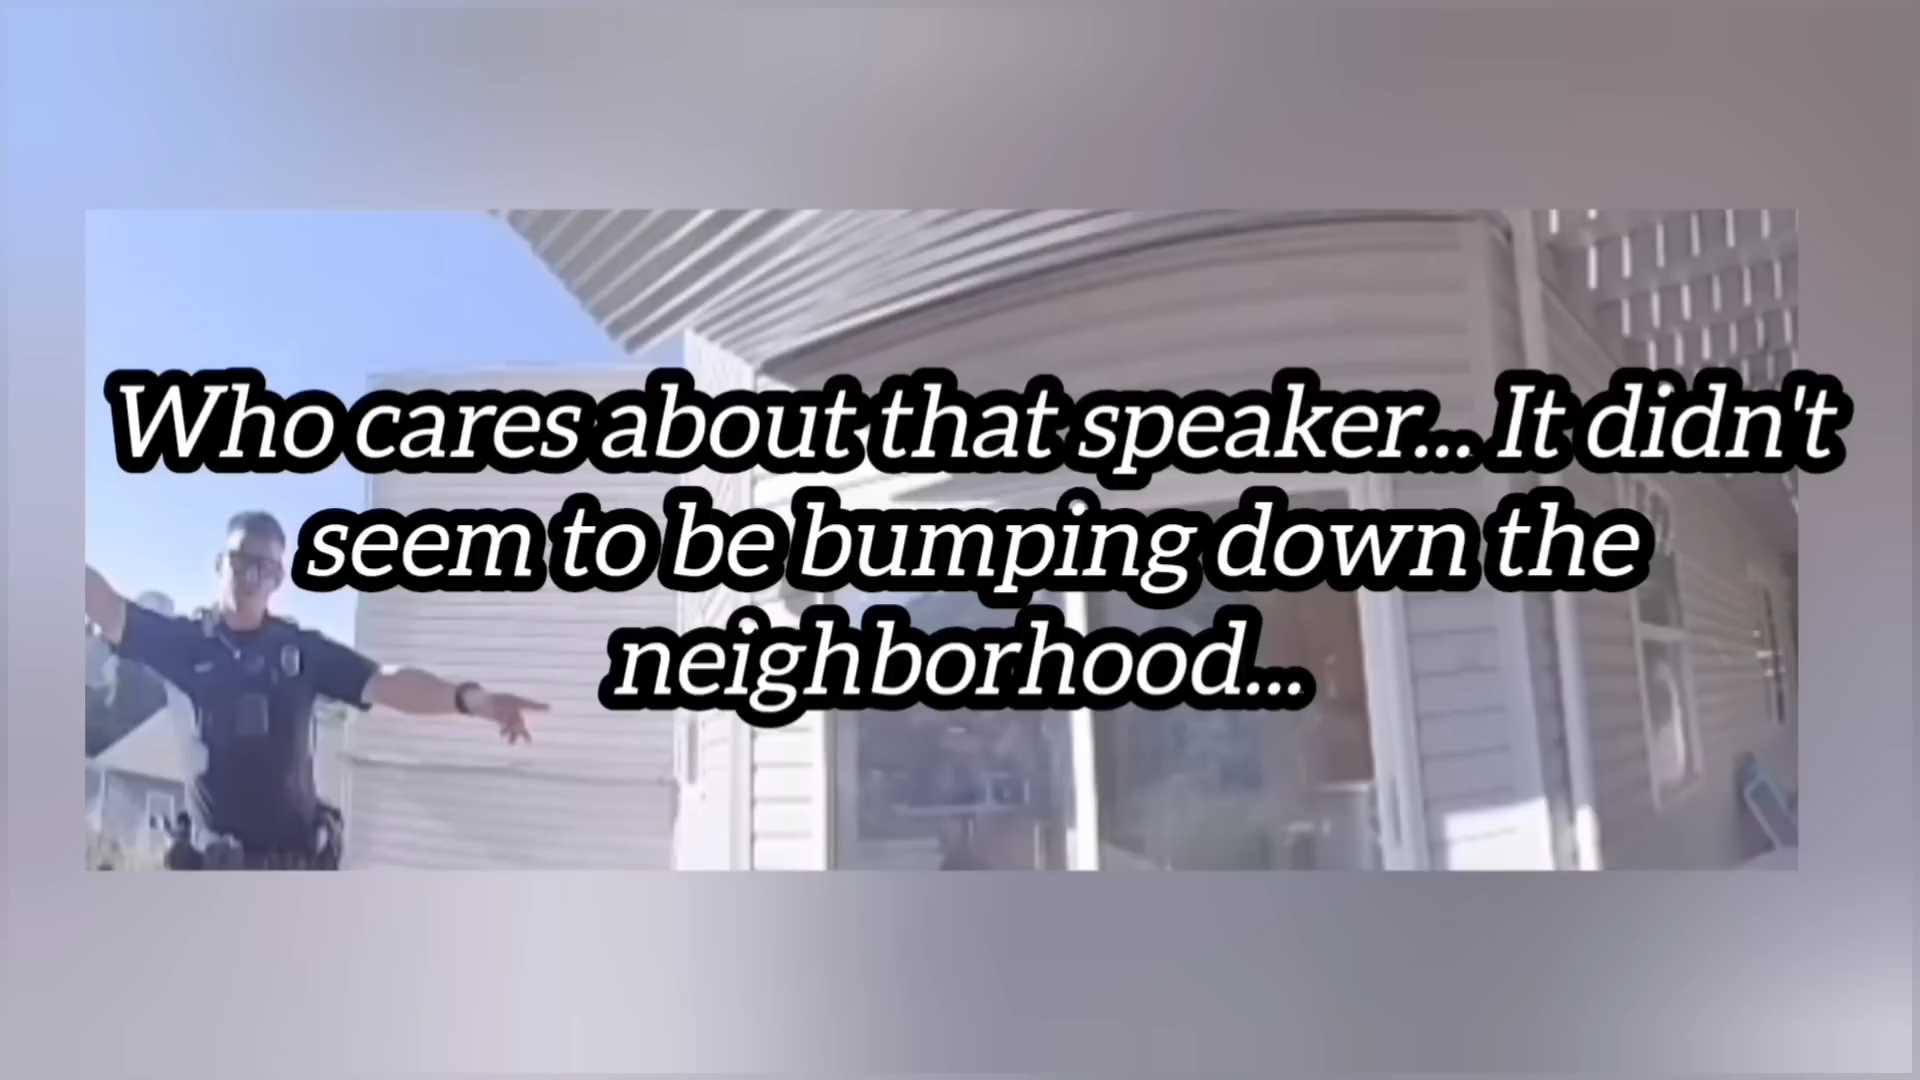 Who cares about that speaker... It didn't
seem to be bumping down the
neighborhood...